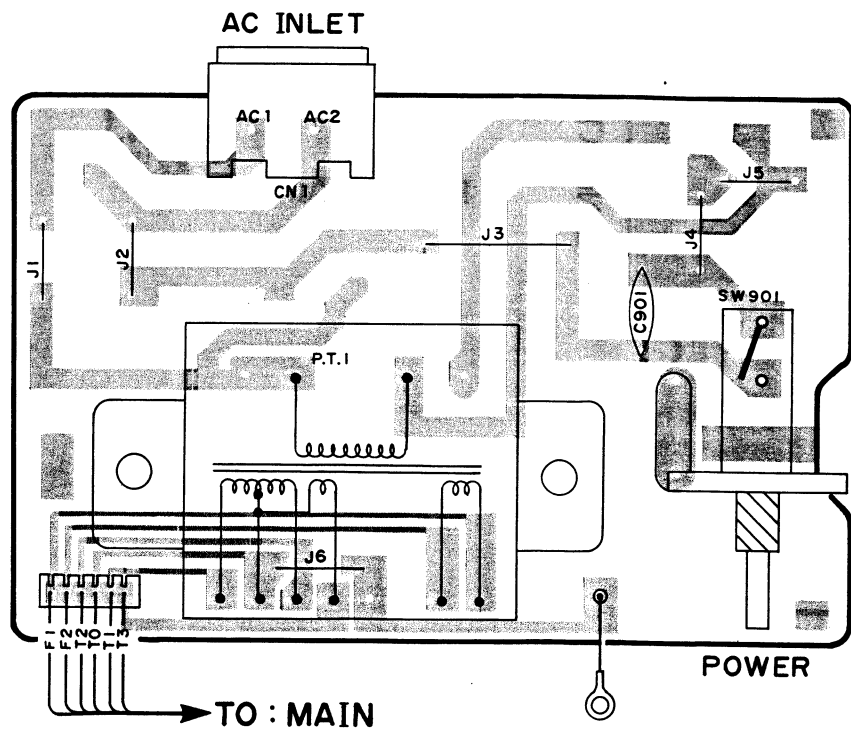 AC INLET
AC1 AC2
CN1
J5
J1
J2
J3
J4
C901
SW901
P.T.1
J6
F1
F2
T2
T0
T1
T3
POWER
TO : MAIN